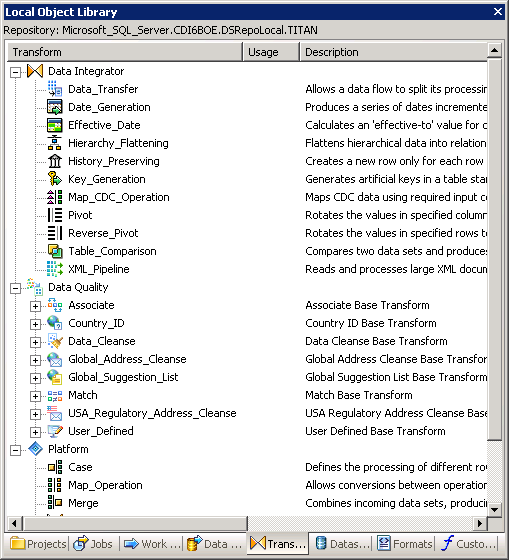 Local Object Library
Repository: Microsoft_SQL_Server.CDI6BOE.DSRepoLocal.TITAN
Transform Usage Description
Data Integrator
Data_Transfer Allows a data flow to split its processin
Date_Generation Produces a series of dates incremente
Effective_Date Calculates an 'effective-to' value for c
Hierarchy_Flattening Flattens hierarchical data into relation
History_Preserving Creates a new row only for each row
Key_Generation Generates artificial keys in a table star
Map_CDC_Operation Maps CDC data using required input c
Pivot Rotates the values in specified column
Reverse_Pivot Rotates the values in specified rows to
Table_Comparison Compares two data sets and produces
XML_Pipeline Reads and processes large XML docum
Data Quality
Associate Associate Base Transform
Country_ID Country ID Base Transform
Data_Cleanse Data Cleanse Base Transform
Global_Address_Cleanse Global Address Cleanse Base Transfor
Global_Suggestion_List Global Suggestion List Base Transform
Match Match Base Transform
USA_Regulatory_Address_Cleanse USA Regulatory Address Cleanse Base
User_Defined User Defined Base Transform
Platform
Case Defines the processing of different ro
Map_Operation Allows conversions between operation
Merge Combines incoming data sets, producin
Projects Jobs Work ... Data ... Trans... Datas... Formats Custo...